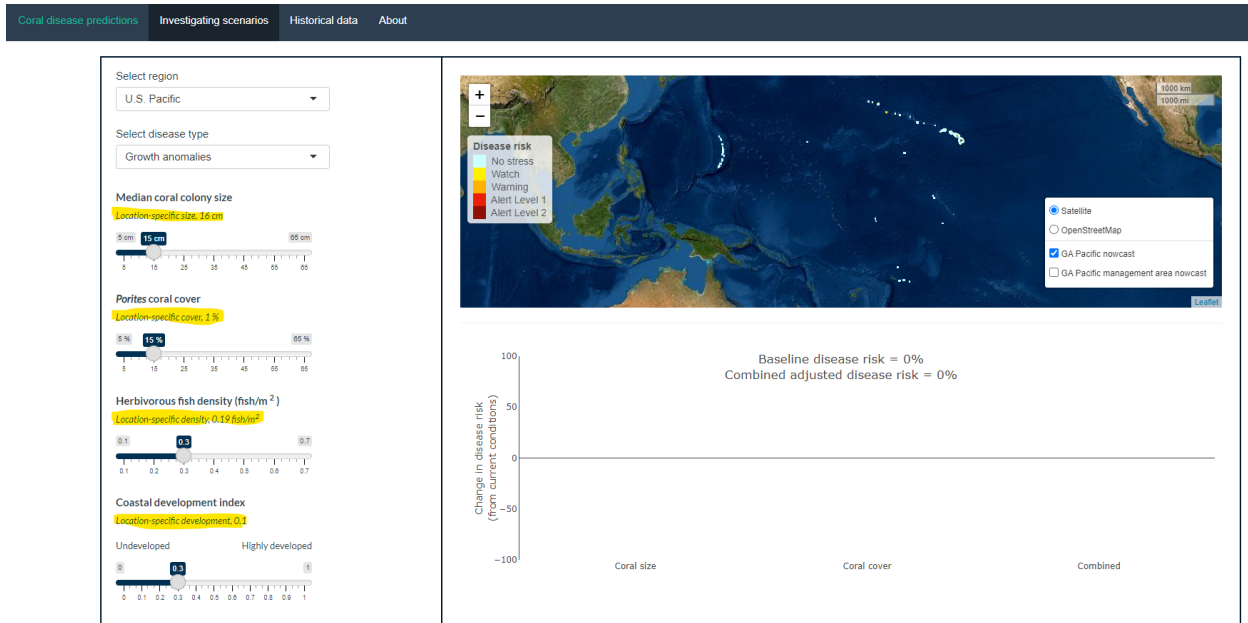 Coral disease predictions Investigating scenarios Historical data About
Select region
U.S. Pacific
Select disease type
Growth anomalies
Median coral colony size
Location-specific size, 16 cm
5 cm 15 cm 65 cm
5 15 25 35 45 55 65
Porites coral cover
Location-specific cover, 1 %
5 % 15 % 65 %
5 15 25 35 45 55 65
Herbivorous fish density (fish/m 2 )
Location-specific density, 0.19 fish/m2
0.1 0.3 0.7
0.1 0.2 0.3 0.4 0.5 0.6 0.7
Coastal development index
Location-specific development, 0.1
Undeveloped Highly developed
0 0.3 1
0 0.1 0.2 0.3 0.4 0.5 0.6 0.7 0.8 0.9 1
+
−
Disease risk
No stress
Watch
Warning
Alert Level 1
Alert Level 2
1000 km
1000 mi
Satellite
OpenStreetMap
GA Pacific nowcast
GA Pacific management area nowcast
Leaflet
Baseline disease risk = 0%
Combined adjusted disease risk = 0%
Change in disease risk
(from current conditions)
100
50
0
−50
−100
Coral size Coral cover Combined